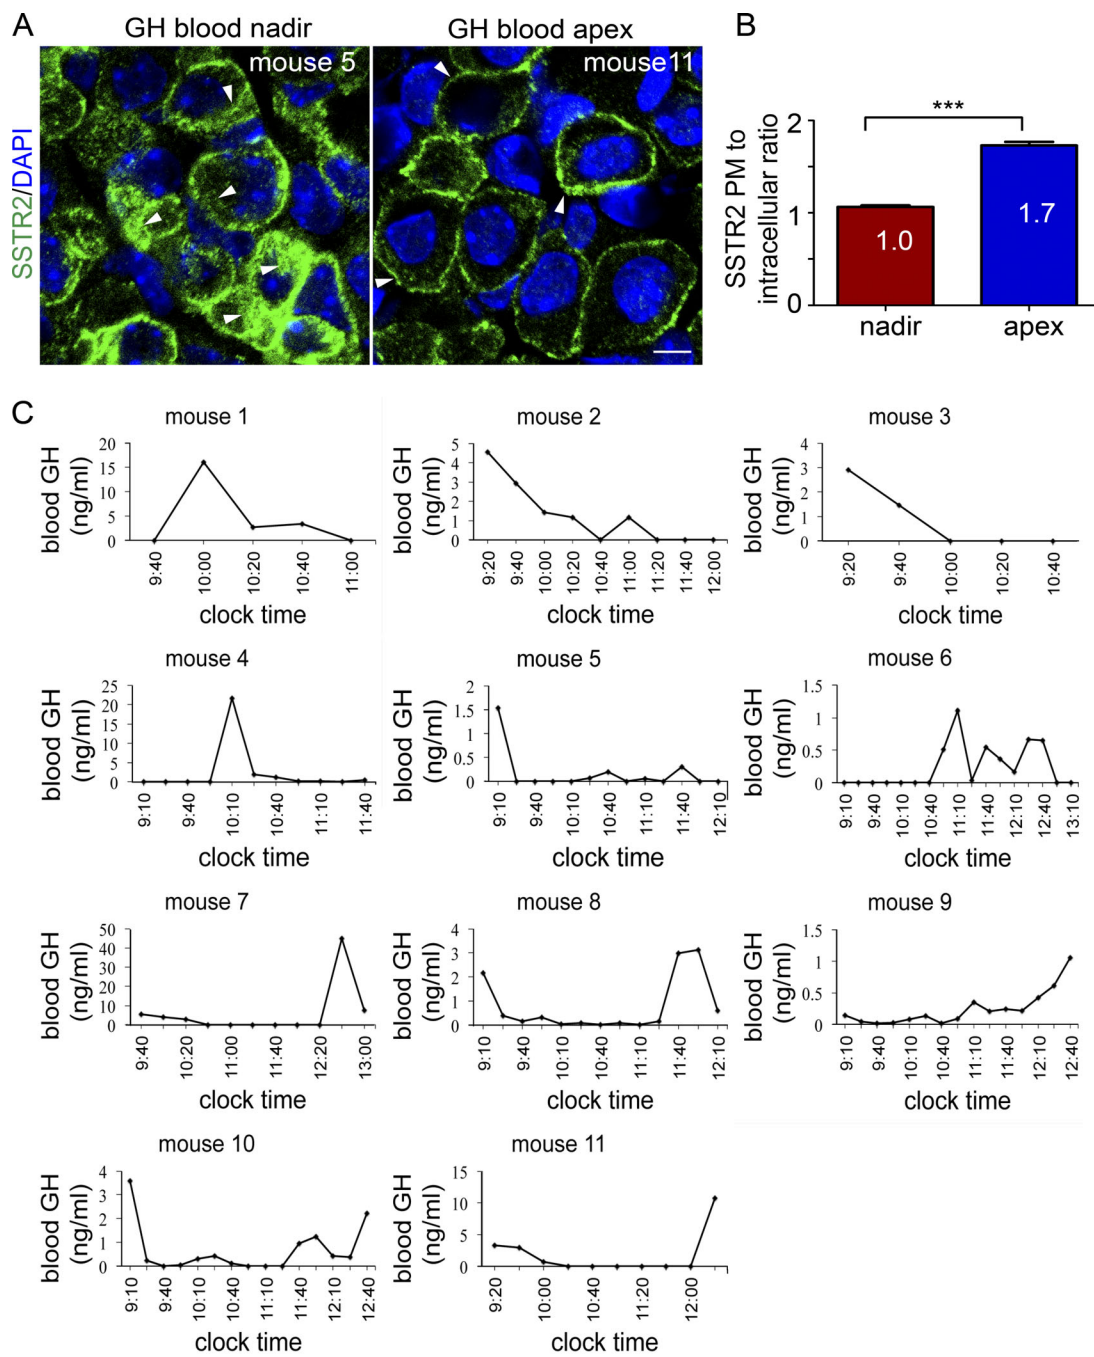 A
GH blood nadir
GH blood apex
mouse 5
mouse11
SSTR2/DAPI
B
***
SSTR2 PM to
intracellular ratio
2
1
0
1.0
1.7
nadir
apex
C
mouse 1
blood GH
(ng/ml)
20
15
10
5
0
9:40
10:00
10:20
10:40
11:00
clock time
mouse 2
blood GH
(ng/ml)
5
4
3
2
1
0
9:20
9:40
10:00
10:20
10:40
11:00
11:20
11:40
12:00
clock time
mouse 3
blood GH
(ng/ml)
4
3
2
1
0
9:20
9:40
10:00
10:20
10:40
clock time
mouse 4
blood GH
(ng/ml)
25
20
15
10
5
0
9:10
9:40
10:10
10:40
11:10
11:40
clock time
mouse 5
blood GH
(ng/ml)
2
1.5
1
0.5
0
9:10
9:40
10:10
10:40
11:10
11:40
12:10
clock time
mouse 6
blood GH
(ng/ml)
1.5
1
0.5
0
9:10
9:40
10:10
10:40
11:10
11:40
12:10
12:40
13:10
clock time
mouse 7
blood GH
(ng/ml)
50
40
30
20
10
0
9:40
10:20
11:00
11:40
12:20
13:00
clock time
mouse 8
blood GH
(ng/ml)
4
3
2
1
0
9:10
9:40
10:10
10:40
11:10
11:40
12:10
clock time
mouse 9
blood GH
(ng/ml)
1.5
1
0.5
0
9:10
9:40
10:10
10:40
11:10
11:40
12:10
12:40
clock time
mouse 10
blood GH
(ng/ml)
4
3
2
1
0
9:10
9:40
10:10
10:40
11:10
11:40
12:10
12:40
clock time
mouse 11
blood GH
(ng/ml)
15
10
5
0
9:20
10:00
10:40
11:20
12:00
clock time